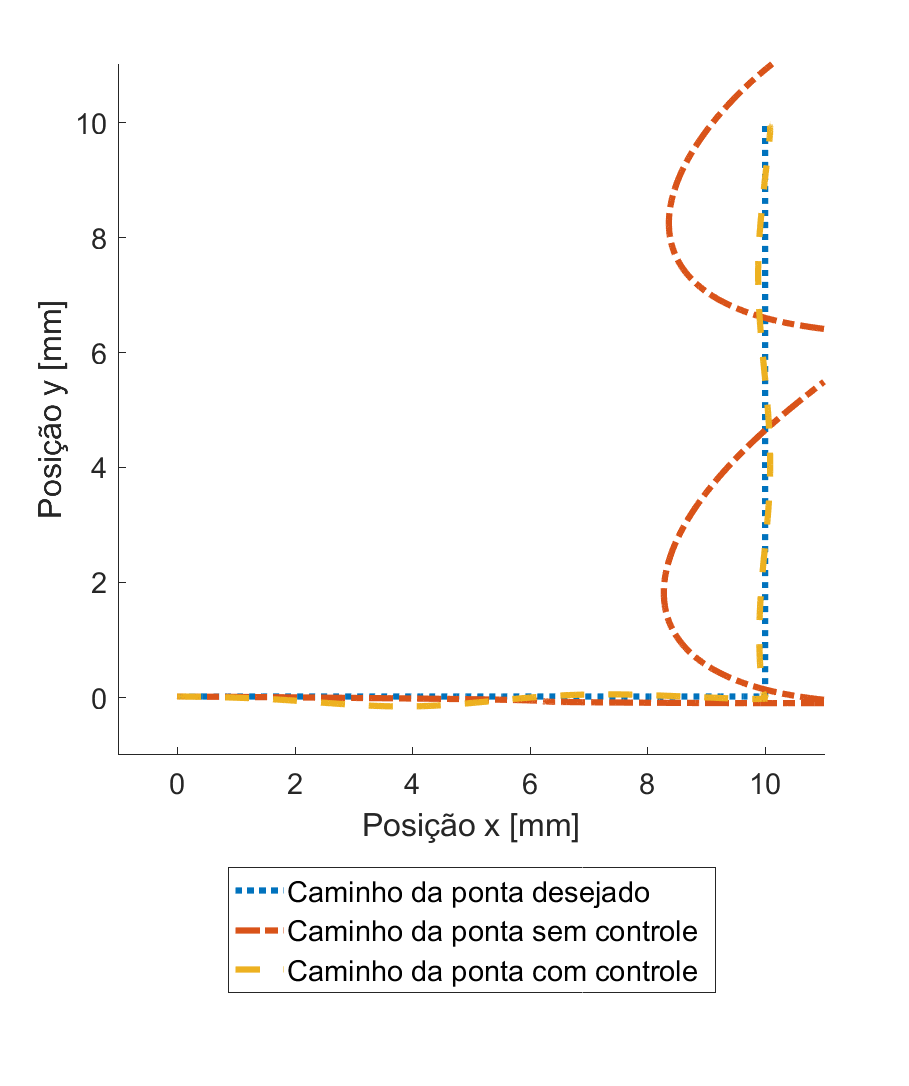 10
8
6
4
2
0
Posição y [mm]
0 2 4 6 8 10
Posição x [mm]
Caminho da ponta desejado
Caminho da ponta sem controle
Caminho da ponta com controle